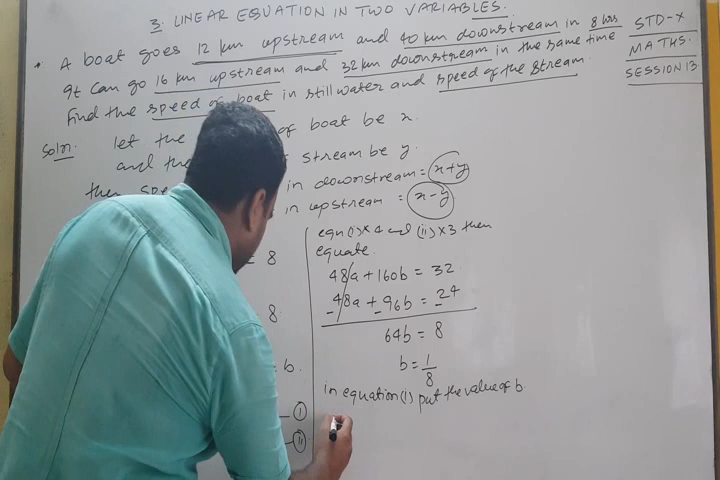 3. LINEAR EQUATION IN TWO VARIABLES.
STD-X
MATHS.
SESSION 13
A boat goes 12 km upstream and 40 km downstream in 8 hrs
It can go 16 km upstream and 32 km downstream in the same time
Find the speed of boat in still water and speed of the stream.
Soln. let the of boat be x.
and the stream be y.
then in downstream = x+y
in upstream = x-y
= 8
8
= b.
(i)
(ii)
eqn (i)x4 and (ii)x3 then
equate
48a + 160b = 32
- 48a + - 96b = - 24
64b = 8
b = 1/8
in equation (1) put the value of b